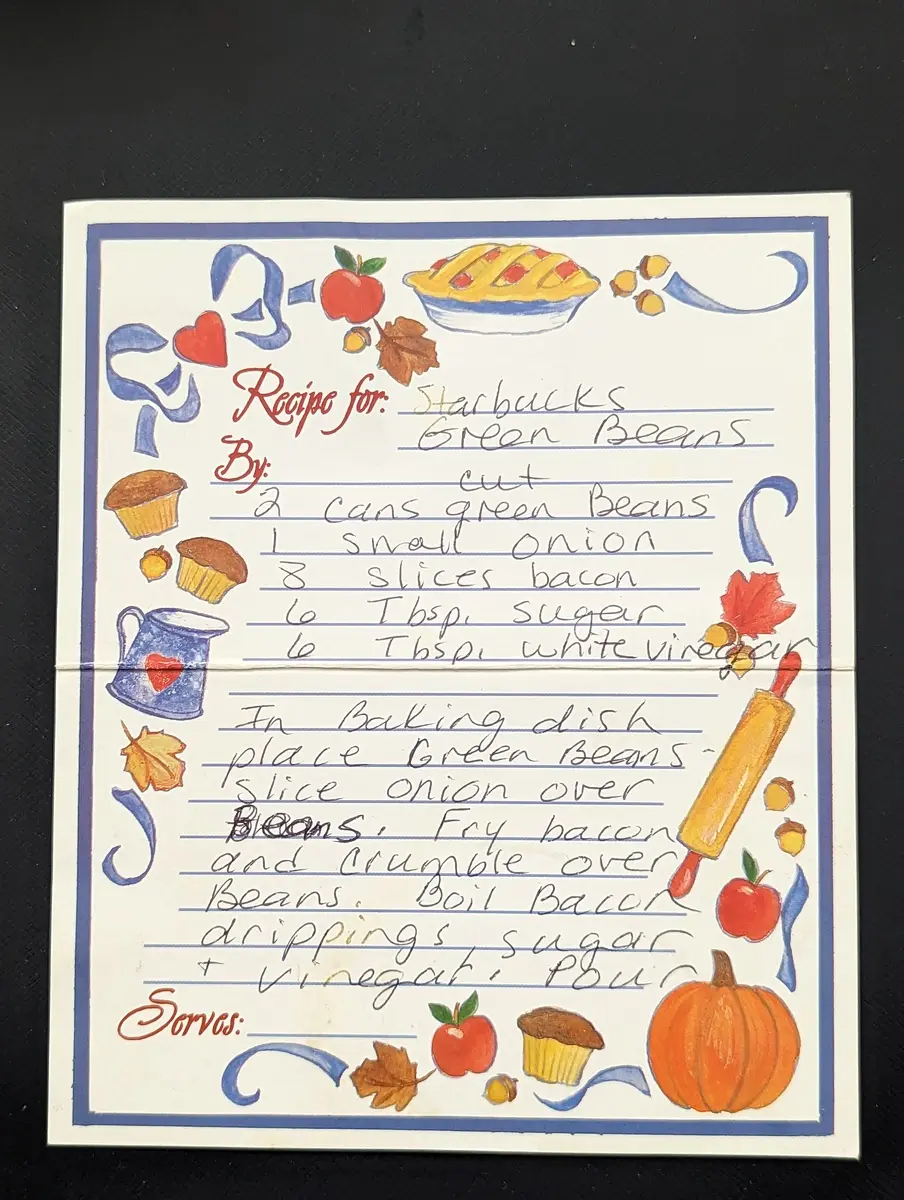 Recipe for: Starbucks
Green Beans
By:
cut
2 cans green Beans
1 small onion
8 slices bacon
6 Tbsp. sugar
6 Tbsp. white vinegar
In Baking dish
place Green Beans-
slice onion over
Beans. Fry bacon
and crumble over
Beans. Boil Bacon
drippings, sugar
+ vinegar. Pour
Serves: